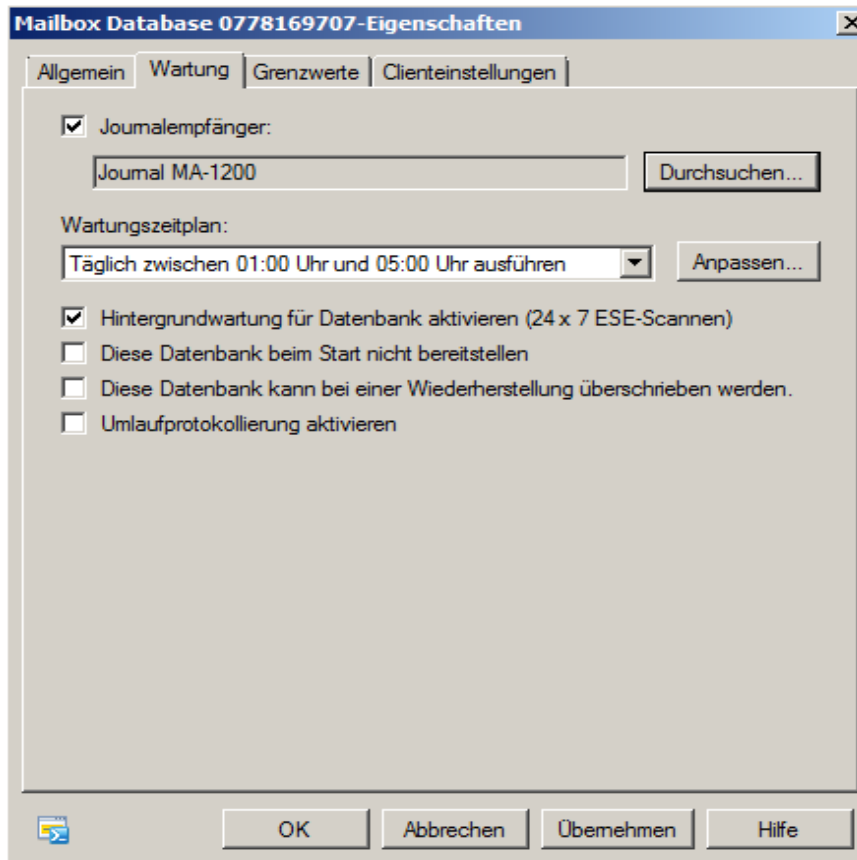 Mailbox Database 0778169707-Eigenschaften
Allgemein Wartung Grenzwerte Clienteinstellungen
Journalempfänger:
Journal MA-1200 Durchsuchen...
Wartungszeitplan:
Täglich zwischen 01:00 Uhr und 05:00 Uhr ausführen Anpassen...
Hintergrundwartung für Datenbank aktivieren (24 x 7 ESE-Scannen)
Diese Datenbank beim Start nicht bereitstellen
Diese Datenbank kann bei einer Wiederherstellung überschrieben werden.
Umlaufprotokollierung aktivieren
OK Abbrechen Übernehmen Hilfe